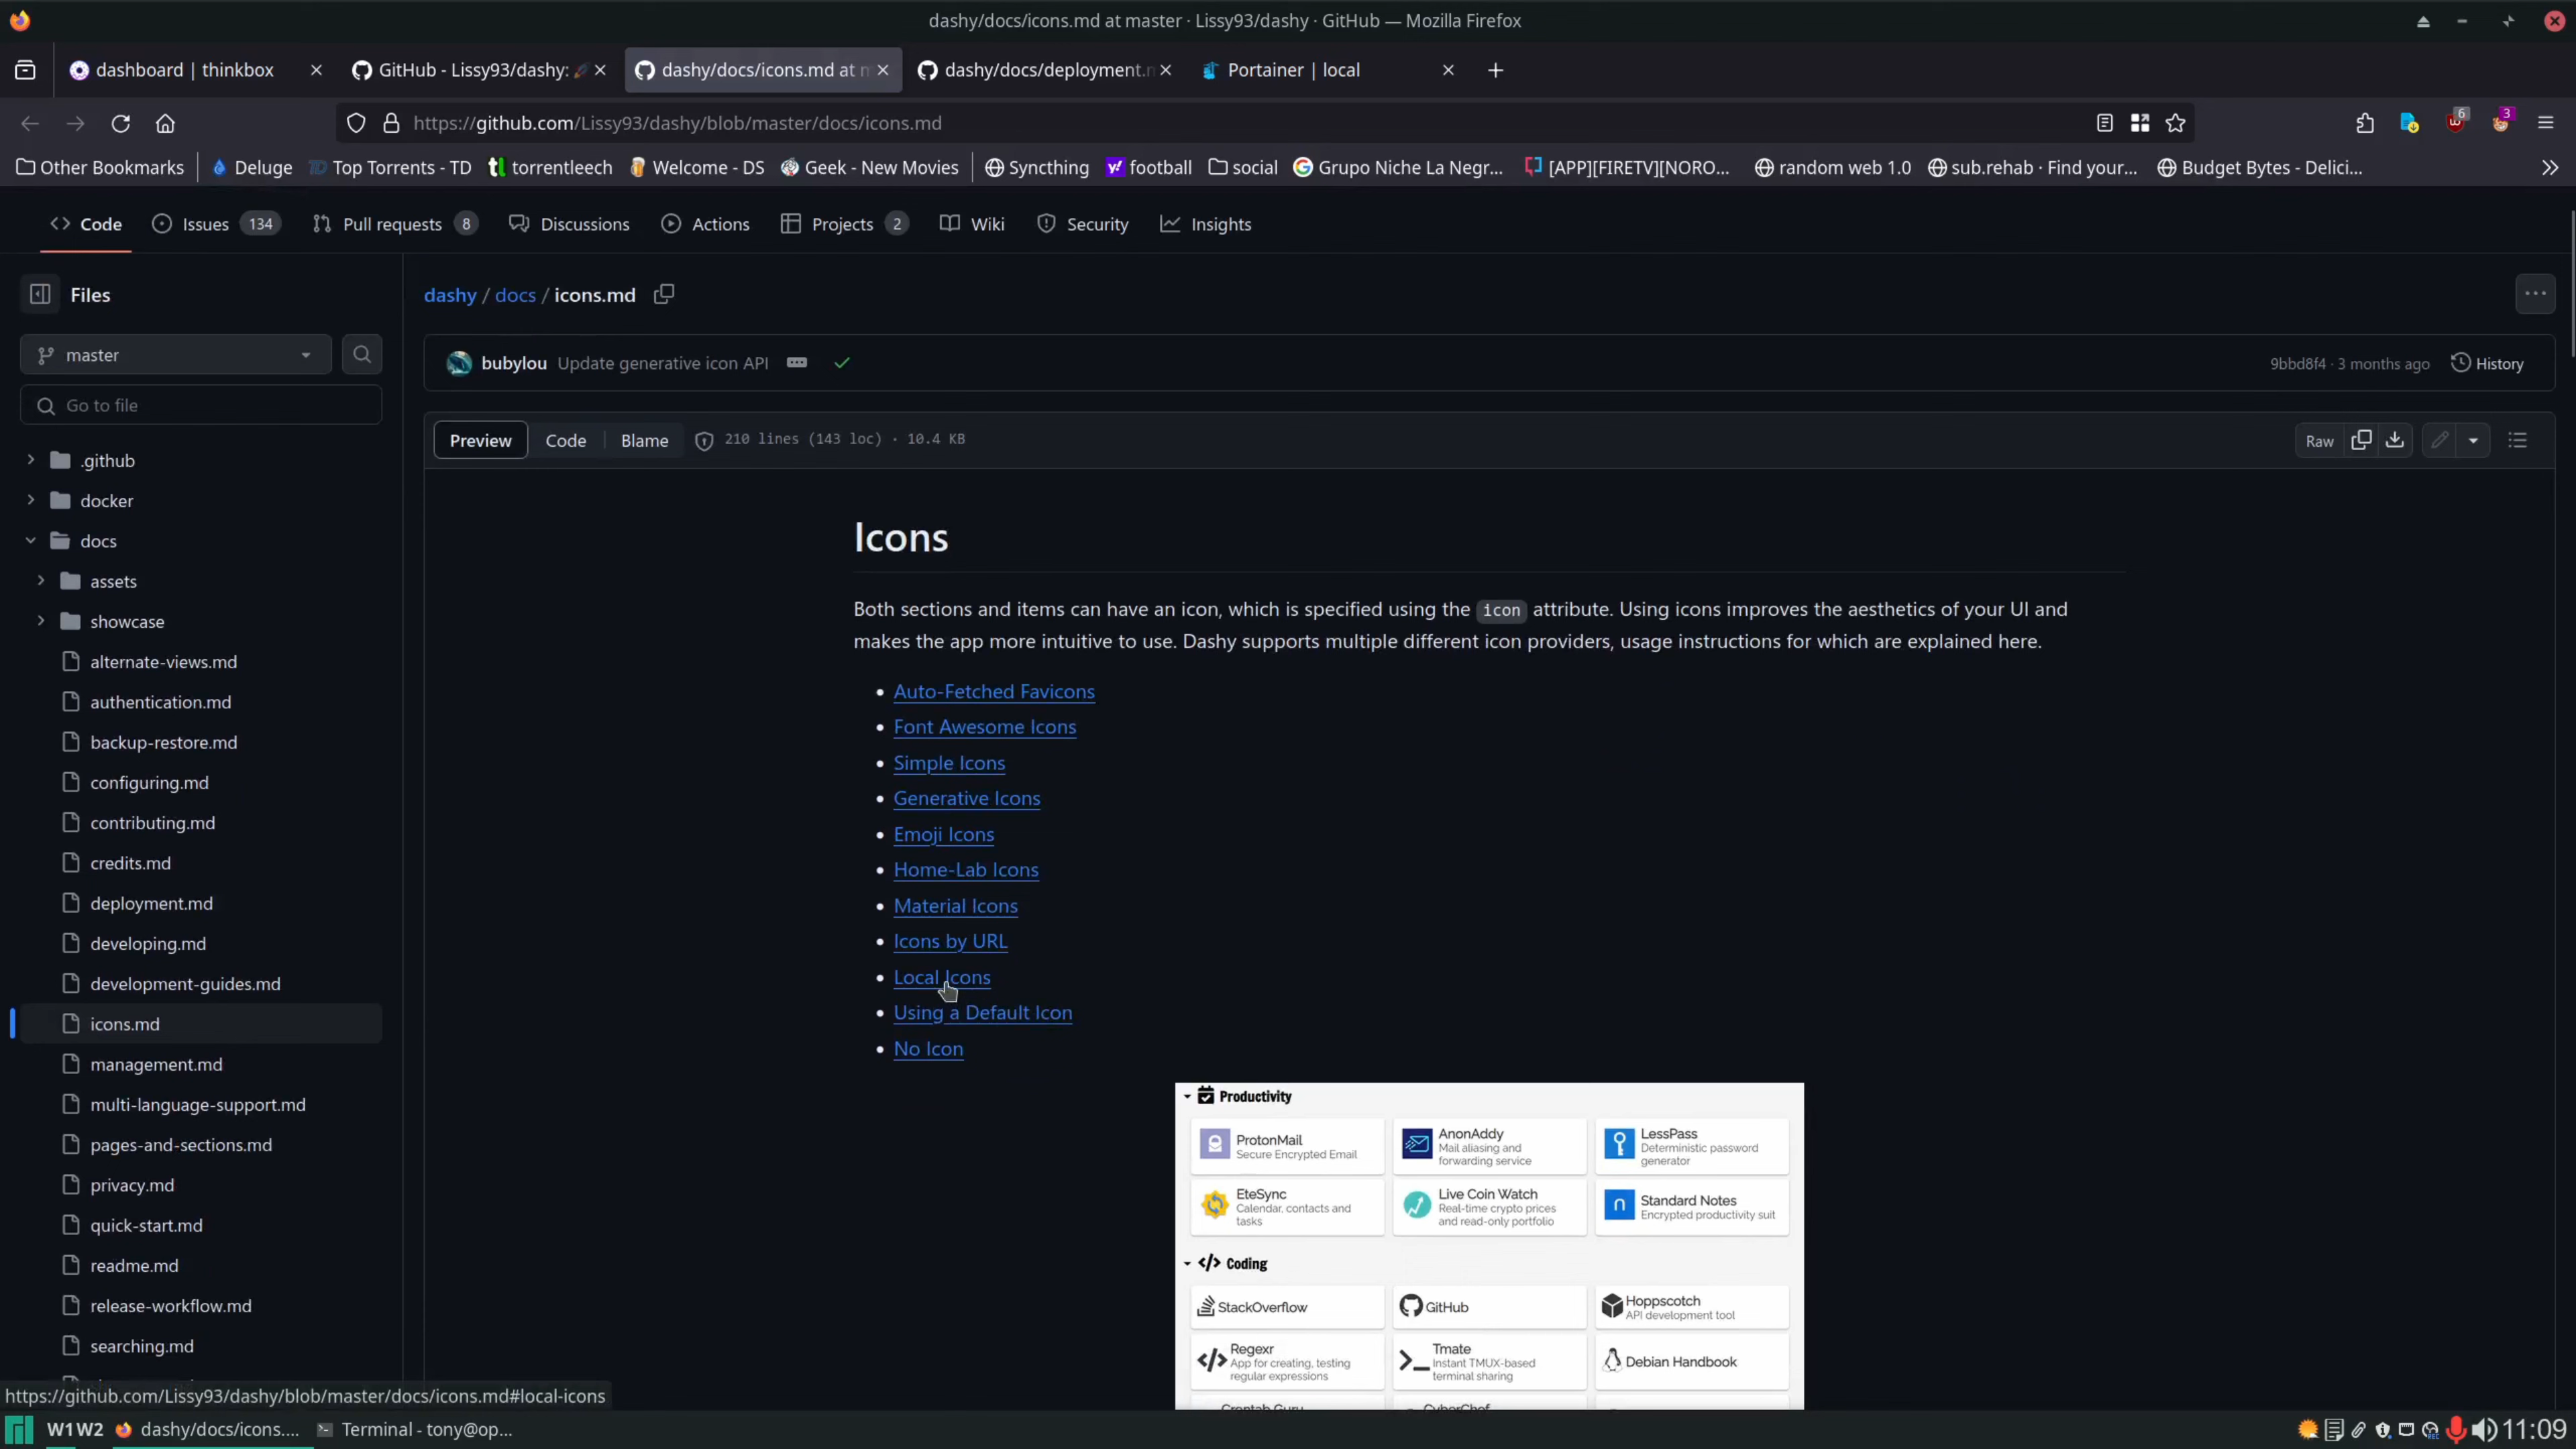 dashy/docs/icons.md at master · Lissy93/dashy · GitHub — Mozilla Firefox
dashboard | thinkbox
GitHub - Lissy93/dashy:
dashy/docs/icons.md at m
dashy/docs/deployment.m
Portainer | local
https://github.com/Lissy93/dashy/blob/master/docs/icons.md
6
3
Other Bookmarks
Deluge
TD Top Torrents - TD
tl torrentleech
Welcome - DS
Geek - New Movies
Syncthing
y! football
social
G Grupo Niche La Negr...
[APP][FIRETV][NORO...
random web 1.0
sub.rehab · Find your...
Budget Bytes - Delici...
Code
Issues 134
Pull requests 8
Discussions
Actions
Projects 2
Wiki
Security
Insights
Files
dashy / docs / icons.md
master
bubylou Update generative icon API
9bbd8f4 · 3 months ago
History
Go to file
Preview
Code
Blame
210 lines (143 loc) · 10.4 KB
Raw
.github
docker
docs
assets
showcase
alternate-views.md
authentication.md
backup-restore.md
configuring.md
contributing.md
credits.md
deployment.md
developing.md
development-guides.md
icons.md
management.md
multi-language-support.md
pages-and-sections.md
privacy.md
quick-start.md
readme.md
release-workflow.md
searching.md
Icons
Both sections and items can have an icon, which is specified using the icon attribute. Using icons improves the aesthetics of your UI and
makes the app more intuitive to use. Dashy supports multiple different icon providers, usage instructions for which are explained here.
• Auto-Fetched Favicons
• Font Awesome Icons
• Simple Icons
• Generative Icons
• Emoji Icons
• Home-Lab Icons
• Material Icons
• Icons by URL
• Local Icons
• Using a Default Icon
• No Icon
Productivity
ProtonMail
Secure Encrypted Email
AnonAddy
Mail aliasing and
forwarding service
LessPass
Deterministic password
generator
EteSync
Calendar, contacts and
tasks
Live Coin Watch
Real-time crypto prices
and read-only portfolio
n
Standard Notes
Encrypted productivity suit
</> Coding
StackOverflow
GitHub
Hoppscotch
API development tool
</> Regexr
App for creating, testing
regular expressions
Tmate
Instant TMUX-based
terminal sharing
Debian Handbook
Crontab Guru
CyberChef
https://github.com/Lissy93/dashy/blob/master/docs/icons.md#local-icons
W1 W2
dashy/docs/icons....
Terminal - tony@op...
11:09